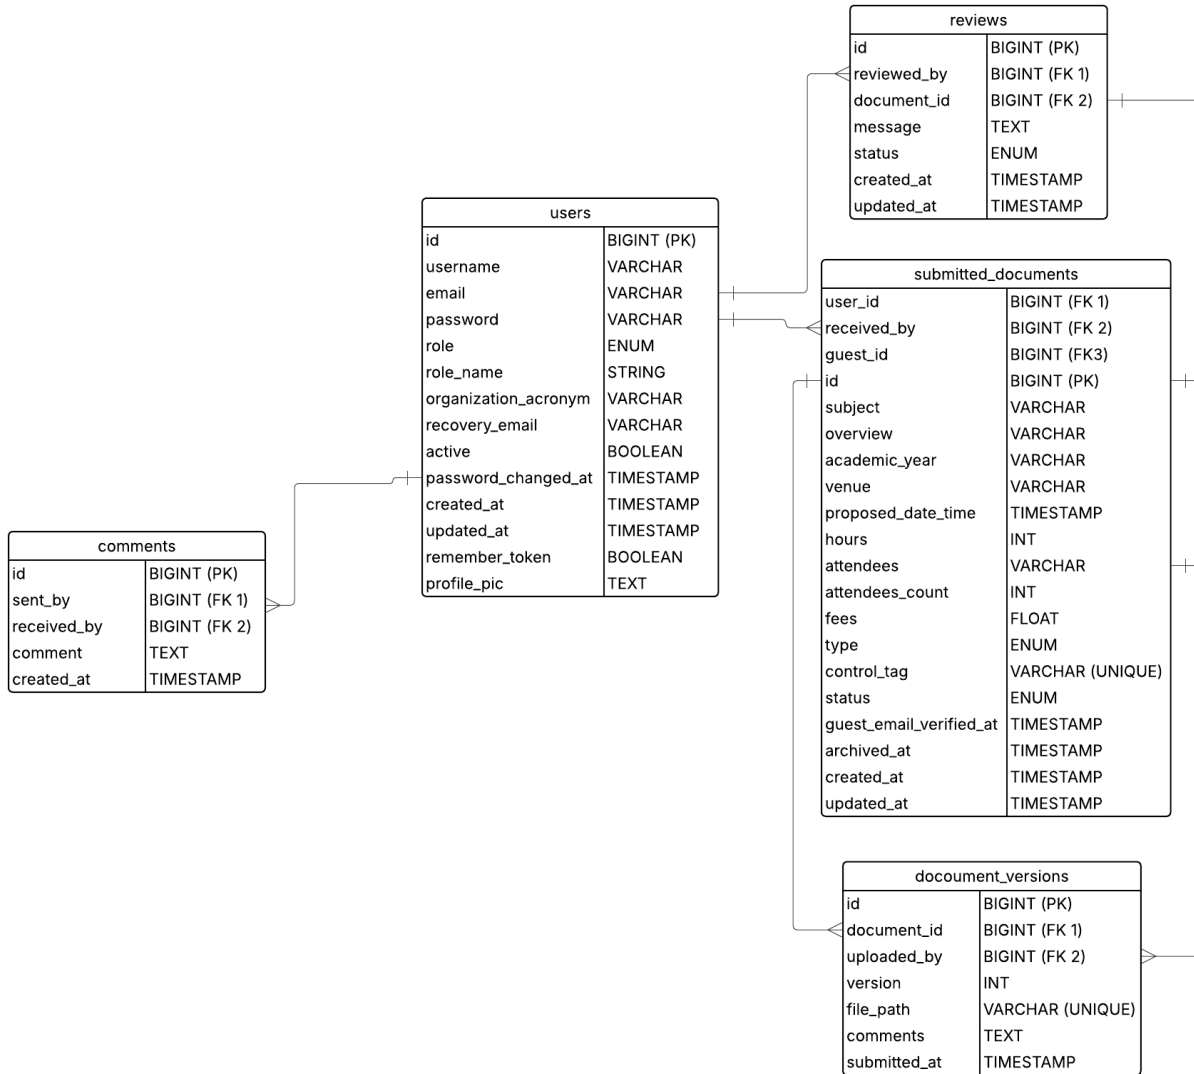 reviews
id BIGINT (PK)
reviewed_by BIGINT (FK 1)
document_id BIGINT (FK 2)
message TEXT
status ENUM
created_at TIMESTAMP
updated_at TIMESTAMP
users
id BIGINT (PK)
username VARCHAR
email VARCHAR
password VARCHAR
role ENUM
role_name STRING
organization_acronym VARCHAR
recovery_email VARCHAR
active BOOLEAN
password_changed_at TIMESTAMP
created_at TIMESTAMP
updated_at TIMESTAMP
remember_token BOOLEAN
profile_pic TEXT
submitted_documents
user_id BIGINT (FK 1)
received_by BIGINT (FK 2)
guest_id BIGINT (FK3)
id BIGINT (PK)
subject VARCHAR
overview VARCHAR
academic_year VARCHAR
venue VARCHAR
proposed_date_time TIMESTAMP
hours INT
attendees VARCHAR
attendees_count INT
fees FLOAT
type ENUM
control_tag VARCHAR (UNIQUE)
status ENUM
guest_email_verified_at TIMESTAMP
archived_at TIMESTAMP
created_at TIMESTAMP
updated_at TIMESTAMP
comments
id BIGINT (PK)
sent_by BIGINT (FK 1)
received_by BIGINT (FK 2)
comment TEXT
created_at TIMESTAMP
docoument_versions
id BIGINT (PK)
document_id BIGINT (FK 1)
uploaded_by BIGINT (FK 2)
version INT
file_path VARCHAR (UNIQUE)
comments TEXT
submitted_at TIMESTAMP